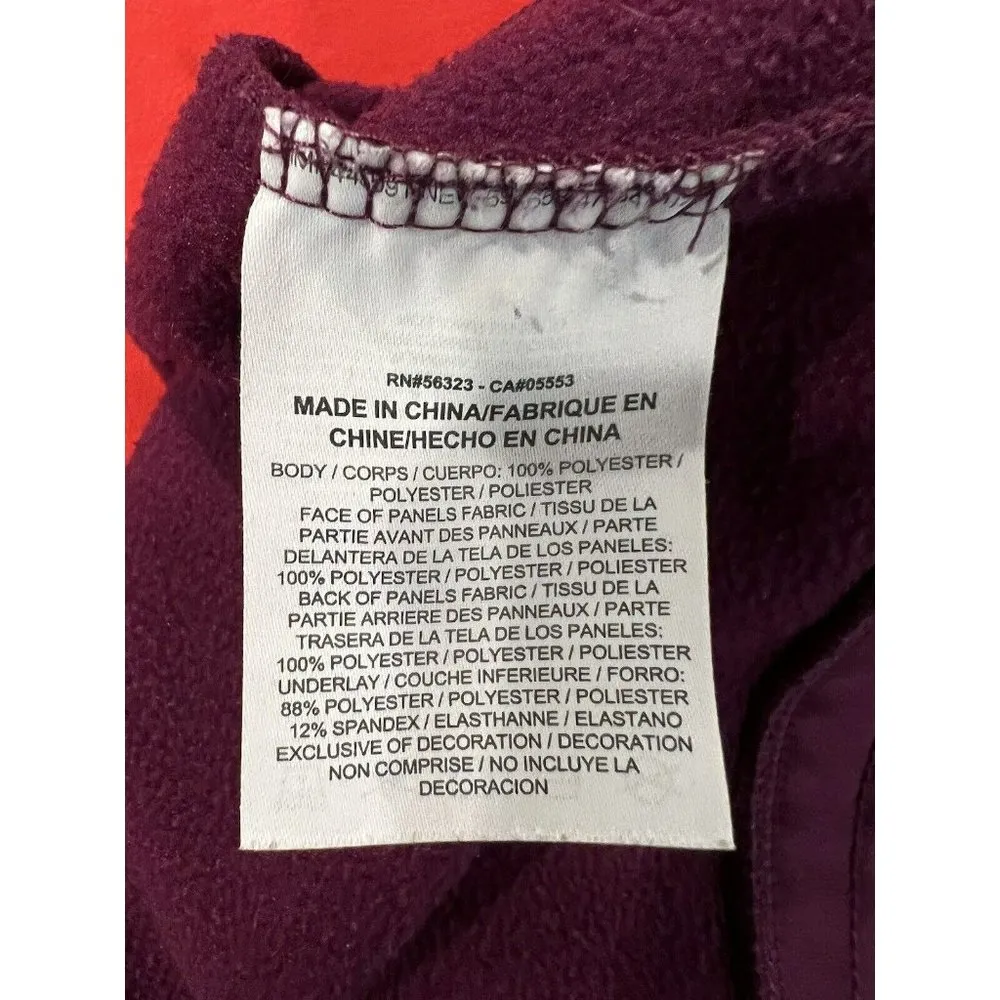 RN#56323 - CA#05553
MADE IN CHINA/FABRIQUE EN
CHINE/HECHO EN CHINA
BODY / CORPS / CUERPO: 100% POLYESTER /
POLYESTER / POLIESTER
FACE OF PANELS FABRIC / TISSU DE LA
PARTIE AVANT DES PANNEAUX / PARTE
DELANTERA DE LA TELA DE LOS PANELES:
100% POLYESTER / POLYESTER / POLIESTER
BACK OF PANELS FABRIC / TISSU DE LA
PARTIE ARRIERE DES PANNEAUX / PARTE
TRASERA DE LA TELA DE LOS PANELES:
100% POLYESTER / POLYESTER / POLIESTER
UNDERLAY / COUCHE INFERIEURE / FORRO:
88% POLYESTER / POLYESTER / POLIESTER
12% SPANDEX / ELASTHANNE / ELASTANO
EXCLUSIVE OF DECORATION / DECORATION
NON COMPRISE / NO INCLUYE LA
DECORACION